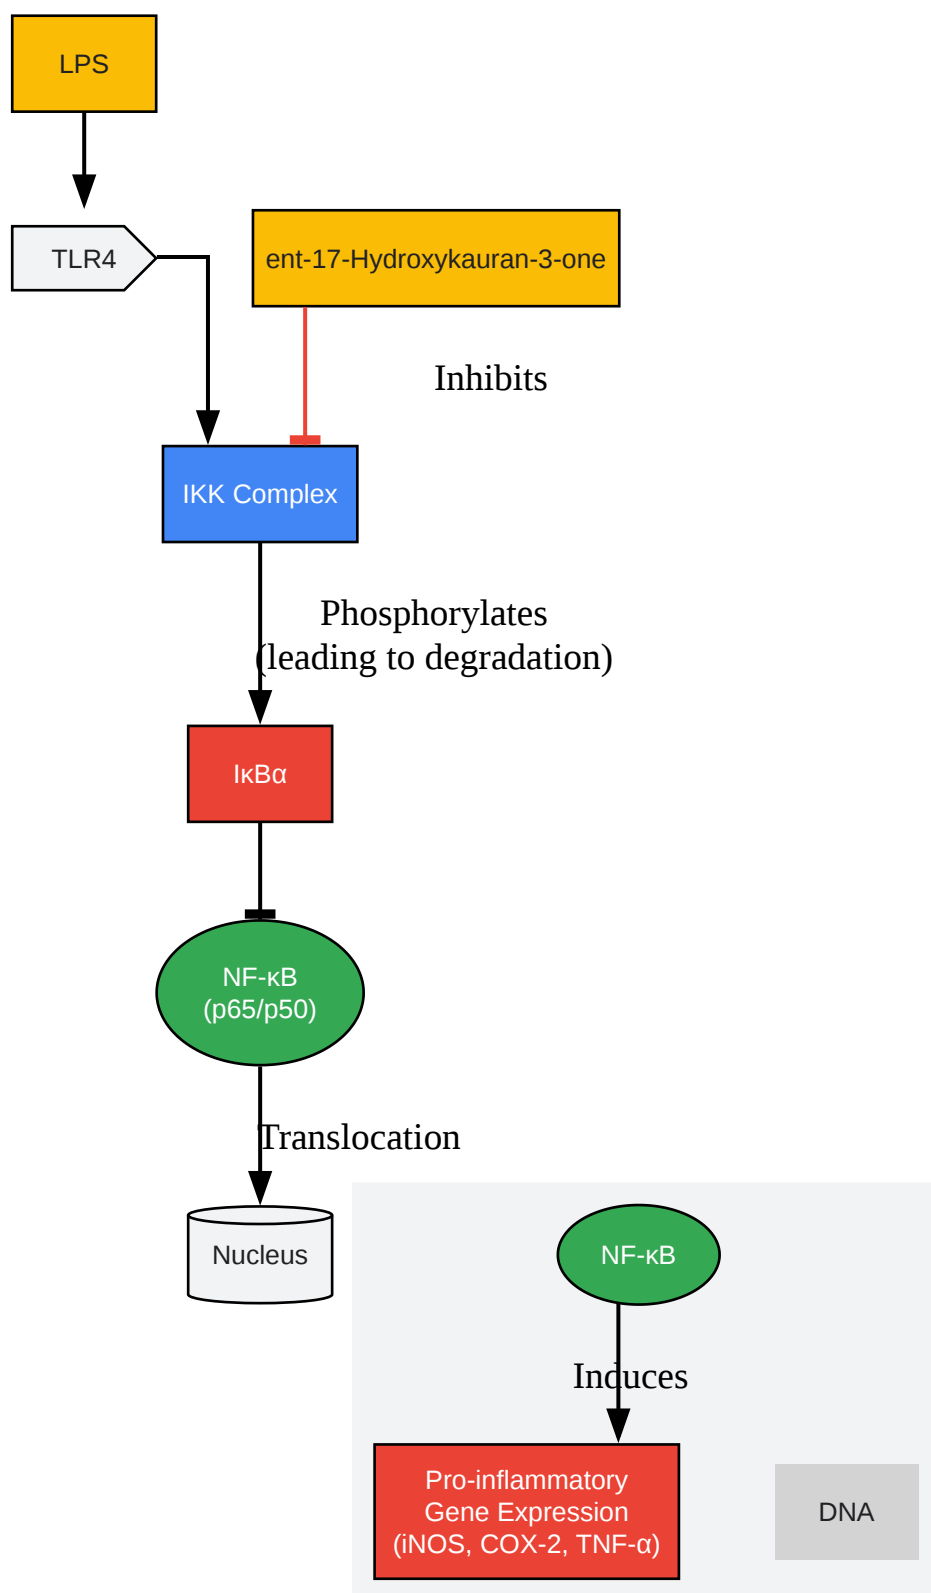 LPS
TLR4
ent-17-Hydroxykauran-3-one
Inhibits
IKK Complex
Phosphorylates
(leading to degradation)
IκBα
NF-κB
(p65/p50)
Translocation
Nucleus
NF-κB
Induces
Pro-inflammatory
Gene Expression
(iNOS, COX-2, TNF-α)
DNA